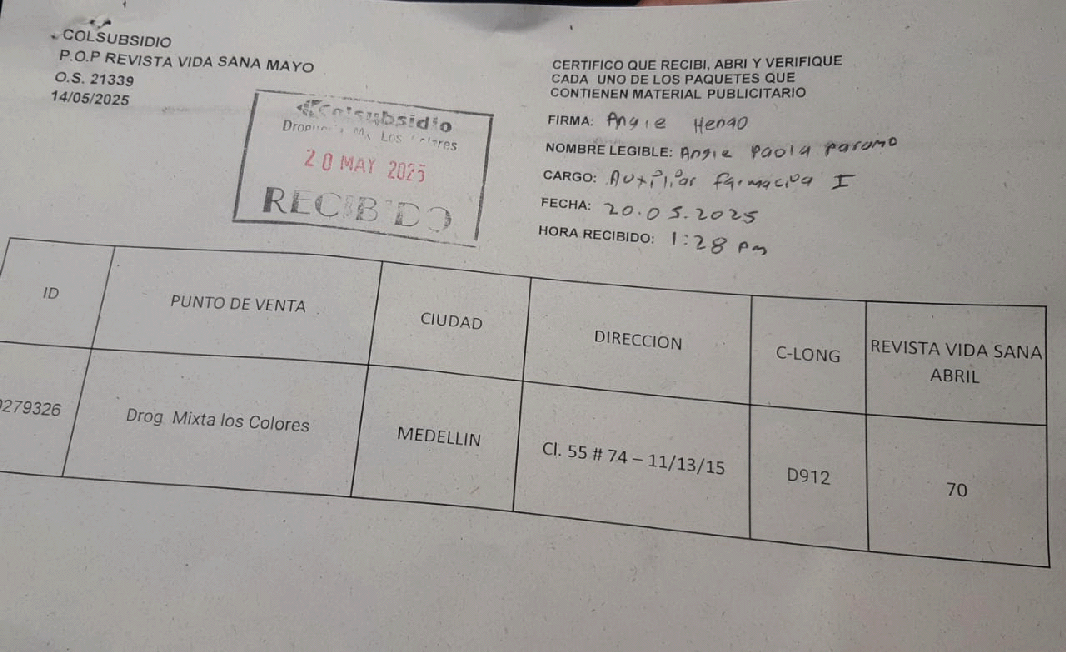 COLSUBSIDIO
P.O.P REVISTA VIDA SANA MAYO
O.S. 21339
14/05/2025
Colsubsidio
Los Colores
20 MAY 2025
RECIBIDO
CERTIFICO QUE RECIBI, ABRI Y VERIFIQUE
CADA UNO DE LOS PAQUETES QUE
CONTIENEN MATERIAL PUBLICITARIO
FIRMA: Angie Henao
NOMBRE LEGIBLE: Angie Paola Paramo
CARGO: Auxiliar farmacia I
FECHA: 20.05.2025
HORA RECIBIDO: 1:28 pm
ID PUNTO DE VENTA CIUDAD DIRECCION C-LONG REVISTA VIDA SANA
ABRIL
0279326 Drog Mixta los Colores MEDELLIN Cl. 55 # 74 – 11/13/15 D912 70